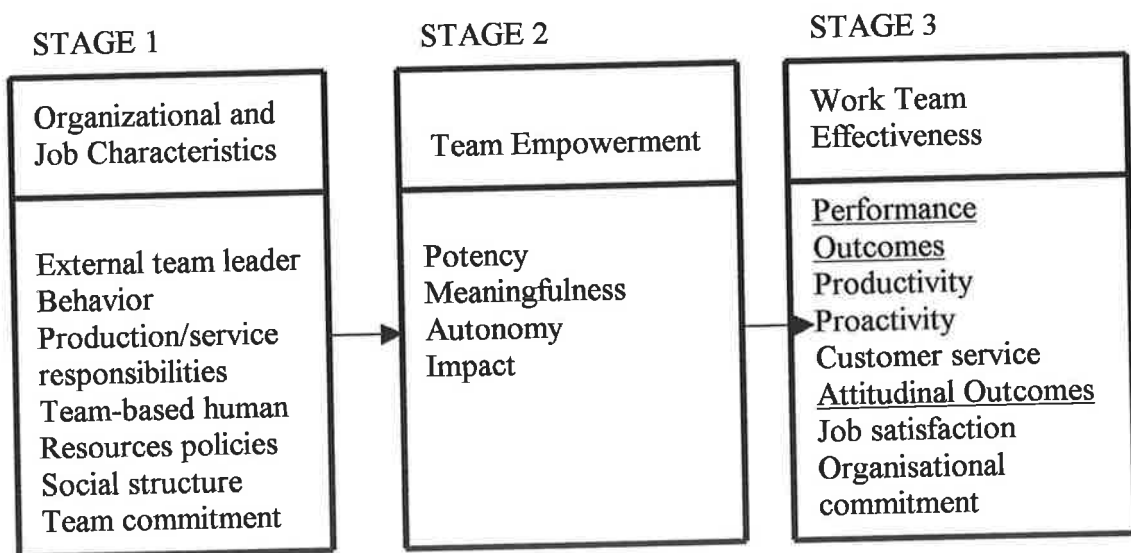 STAGE 1
Organizational and
Job Characteristics
External team leader
Behavior
Production/service
responsibilities
Team-based human
Resources policies
Social structure
Team commitment
STAGE 2
Team Empowerment
Potency
Meaningfulness
Autonomy
Impact
STAGE 3
Work Team
Effectiveness
Performance
Outcomes
Productivity
Proactivity
Customer service
Attitudinal Outcomes
Job satisfaction
Organisational
commitment